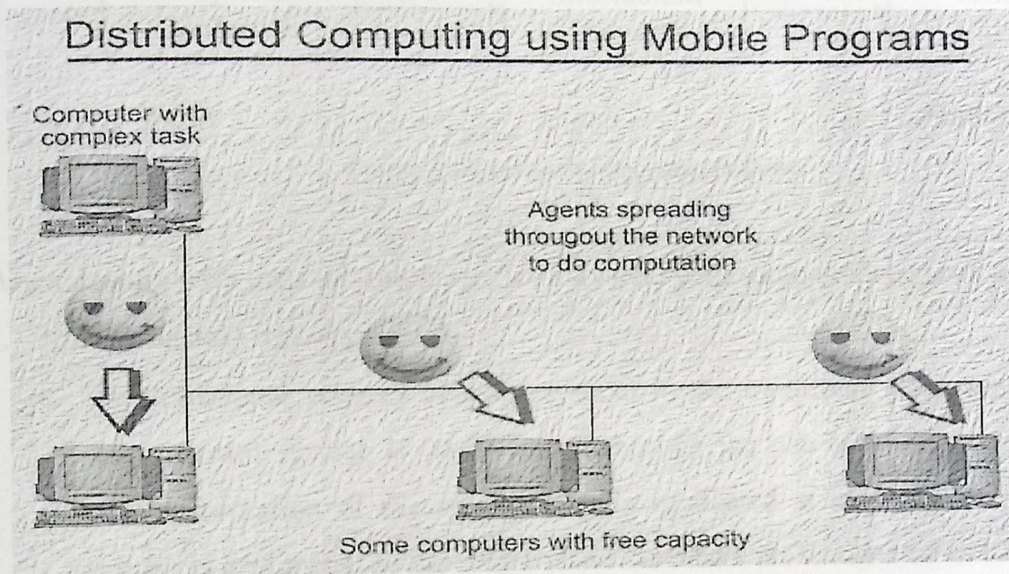 Distributed Computing using Mobile Programs
Computer with
complex task
Agents spreading
througout the network
to do computation
Some computers with free capacity